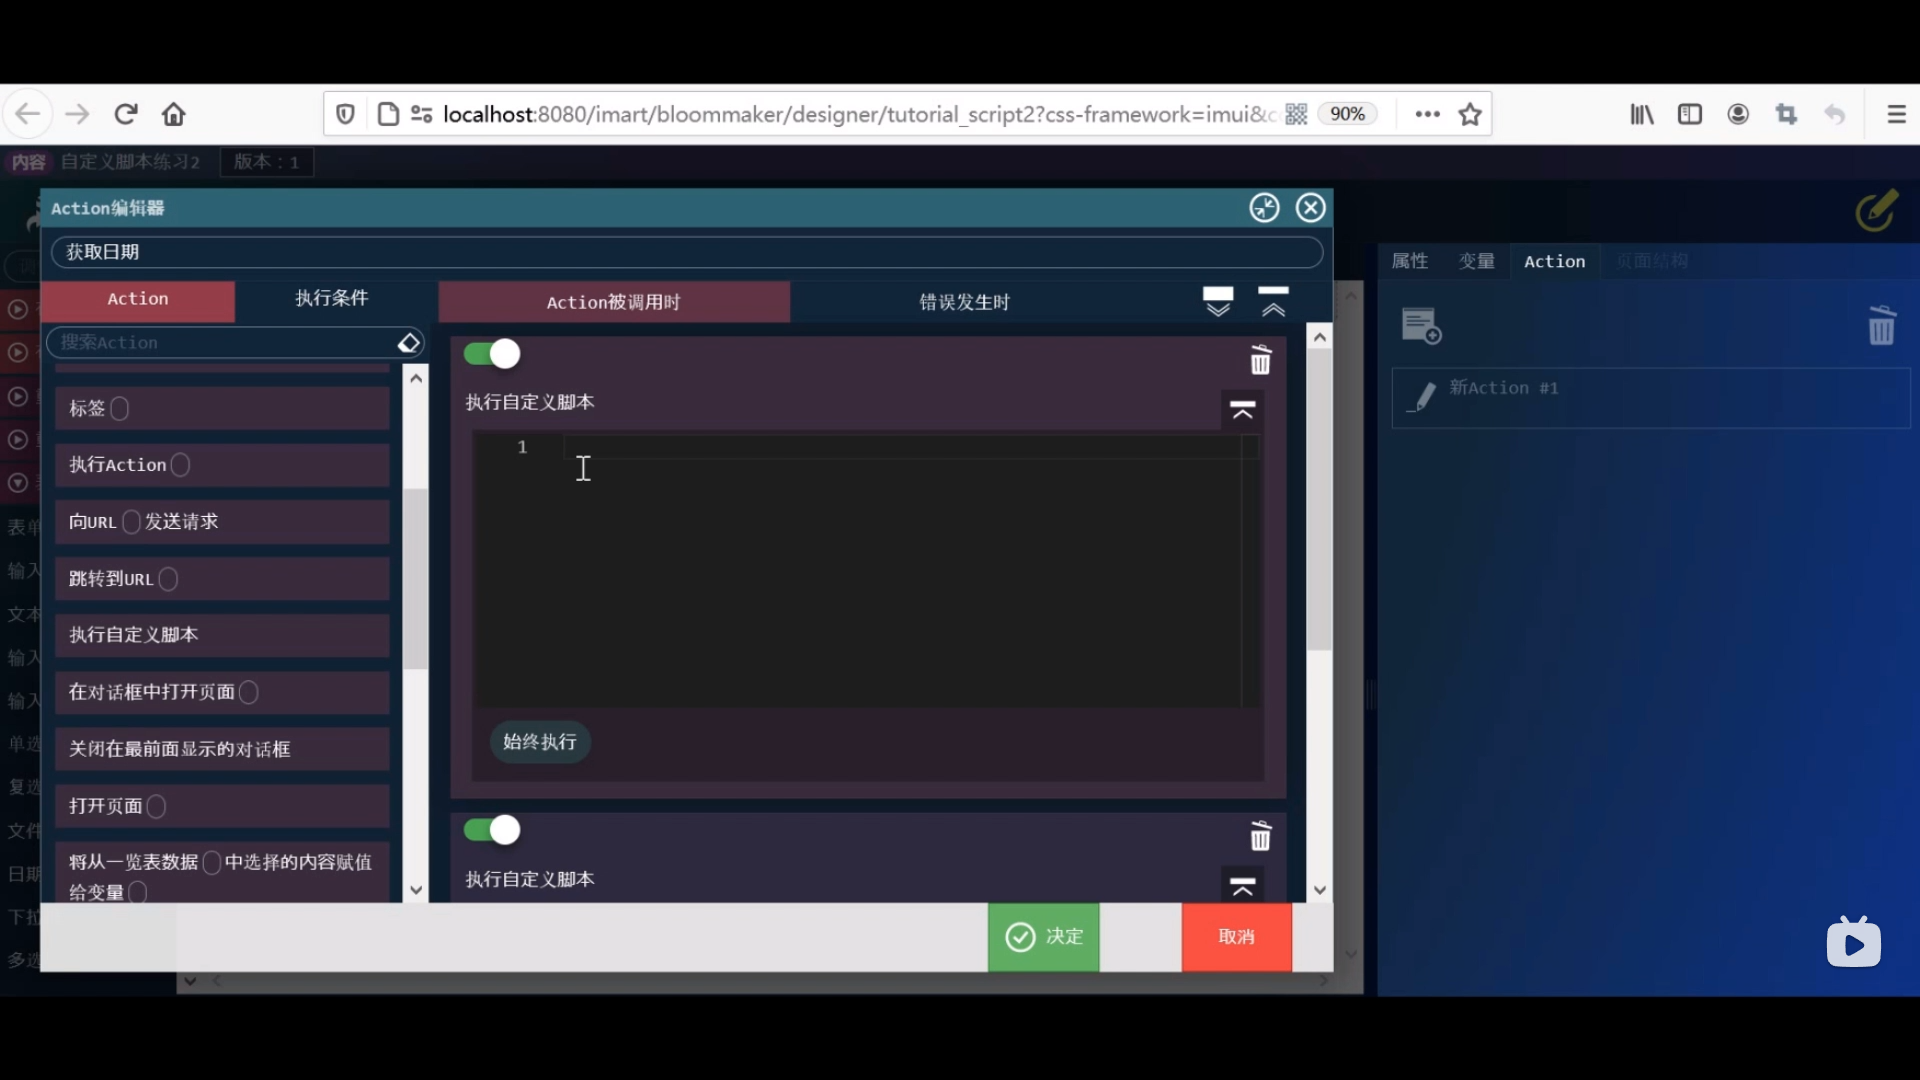 localhost:8080/imart/bloommaker/designer/tutorial_script2?css-framework=imui&c
90%
内容 自定义脚本练习2 版本：1
Action编辑器
获取日期
属性 变量 Action 页面结构
Action 执行条件 Action被调用时 错误发生时
搜索Action
新Action #1
执行自定义脚本
1
标签
执行Action
向URL 发送请求
跳转到URL
执行自定义脚本
在对话框中打开页面
关闭在最前面显示的对话框
打开页面
将从一览表数据 中选择的内容赋值
给变量
始终执行
执行自定义脚本
表单
输入
文本
输入
输入
单选
复选
文件
日期
下拉
多选
决定
取消